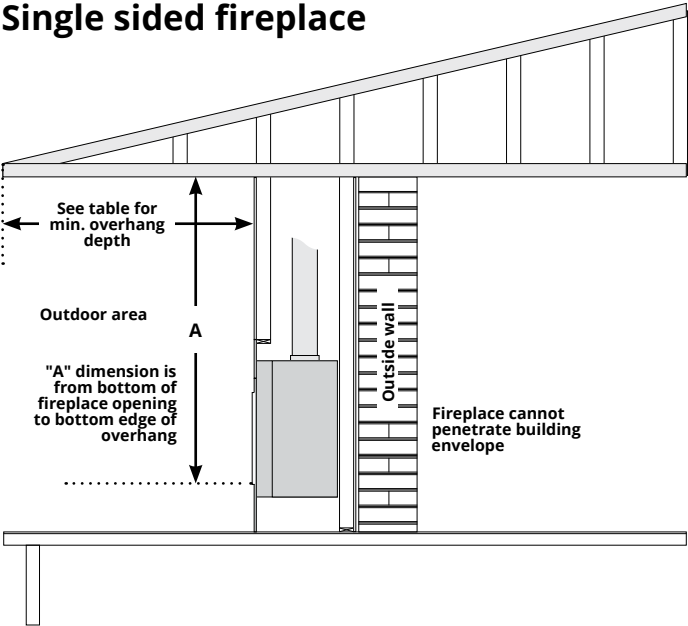 Single sided fireplace
See table for
min. overhang
depth
Outdoor area
A
"A" dimension is
from bottom of
fireplace opening
to bottom edge of
overhang
Outside wall
Fireplace cannot
penetrate building
envelope